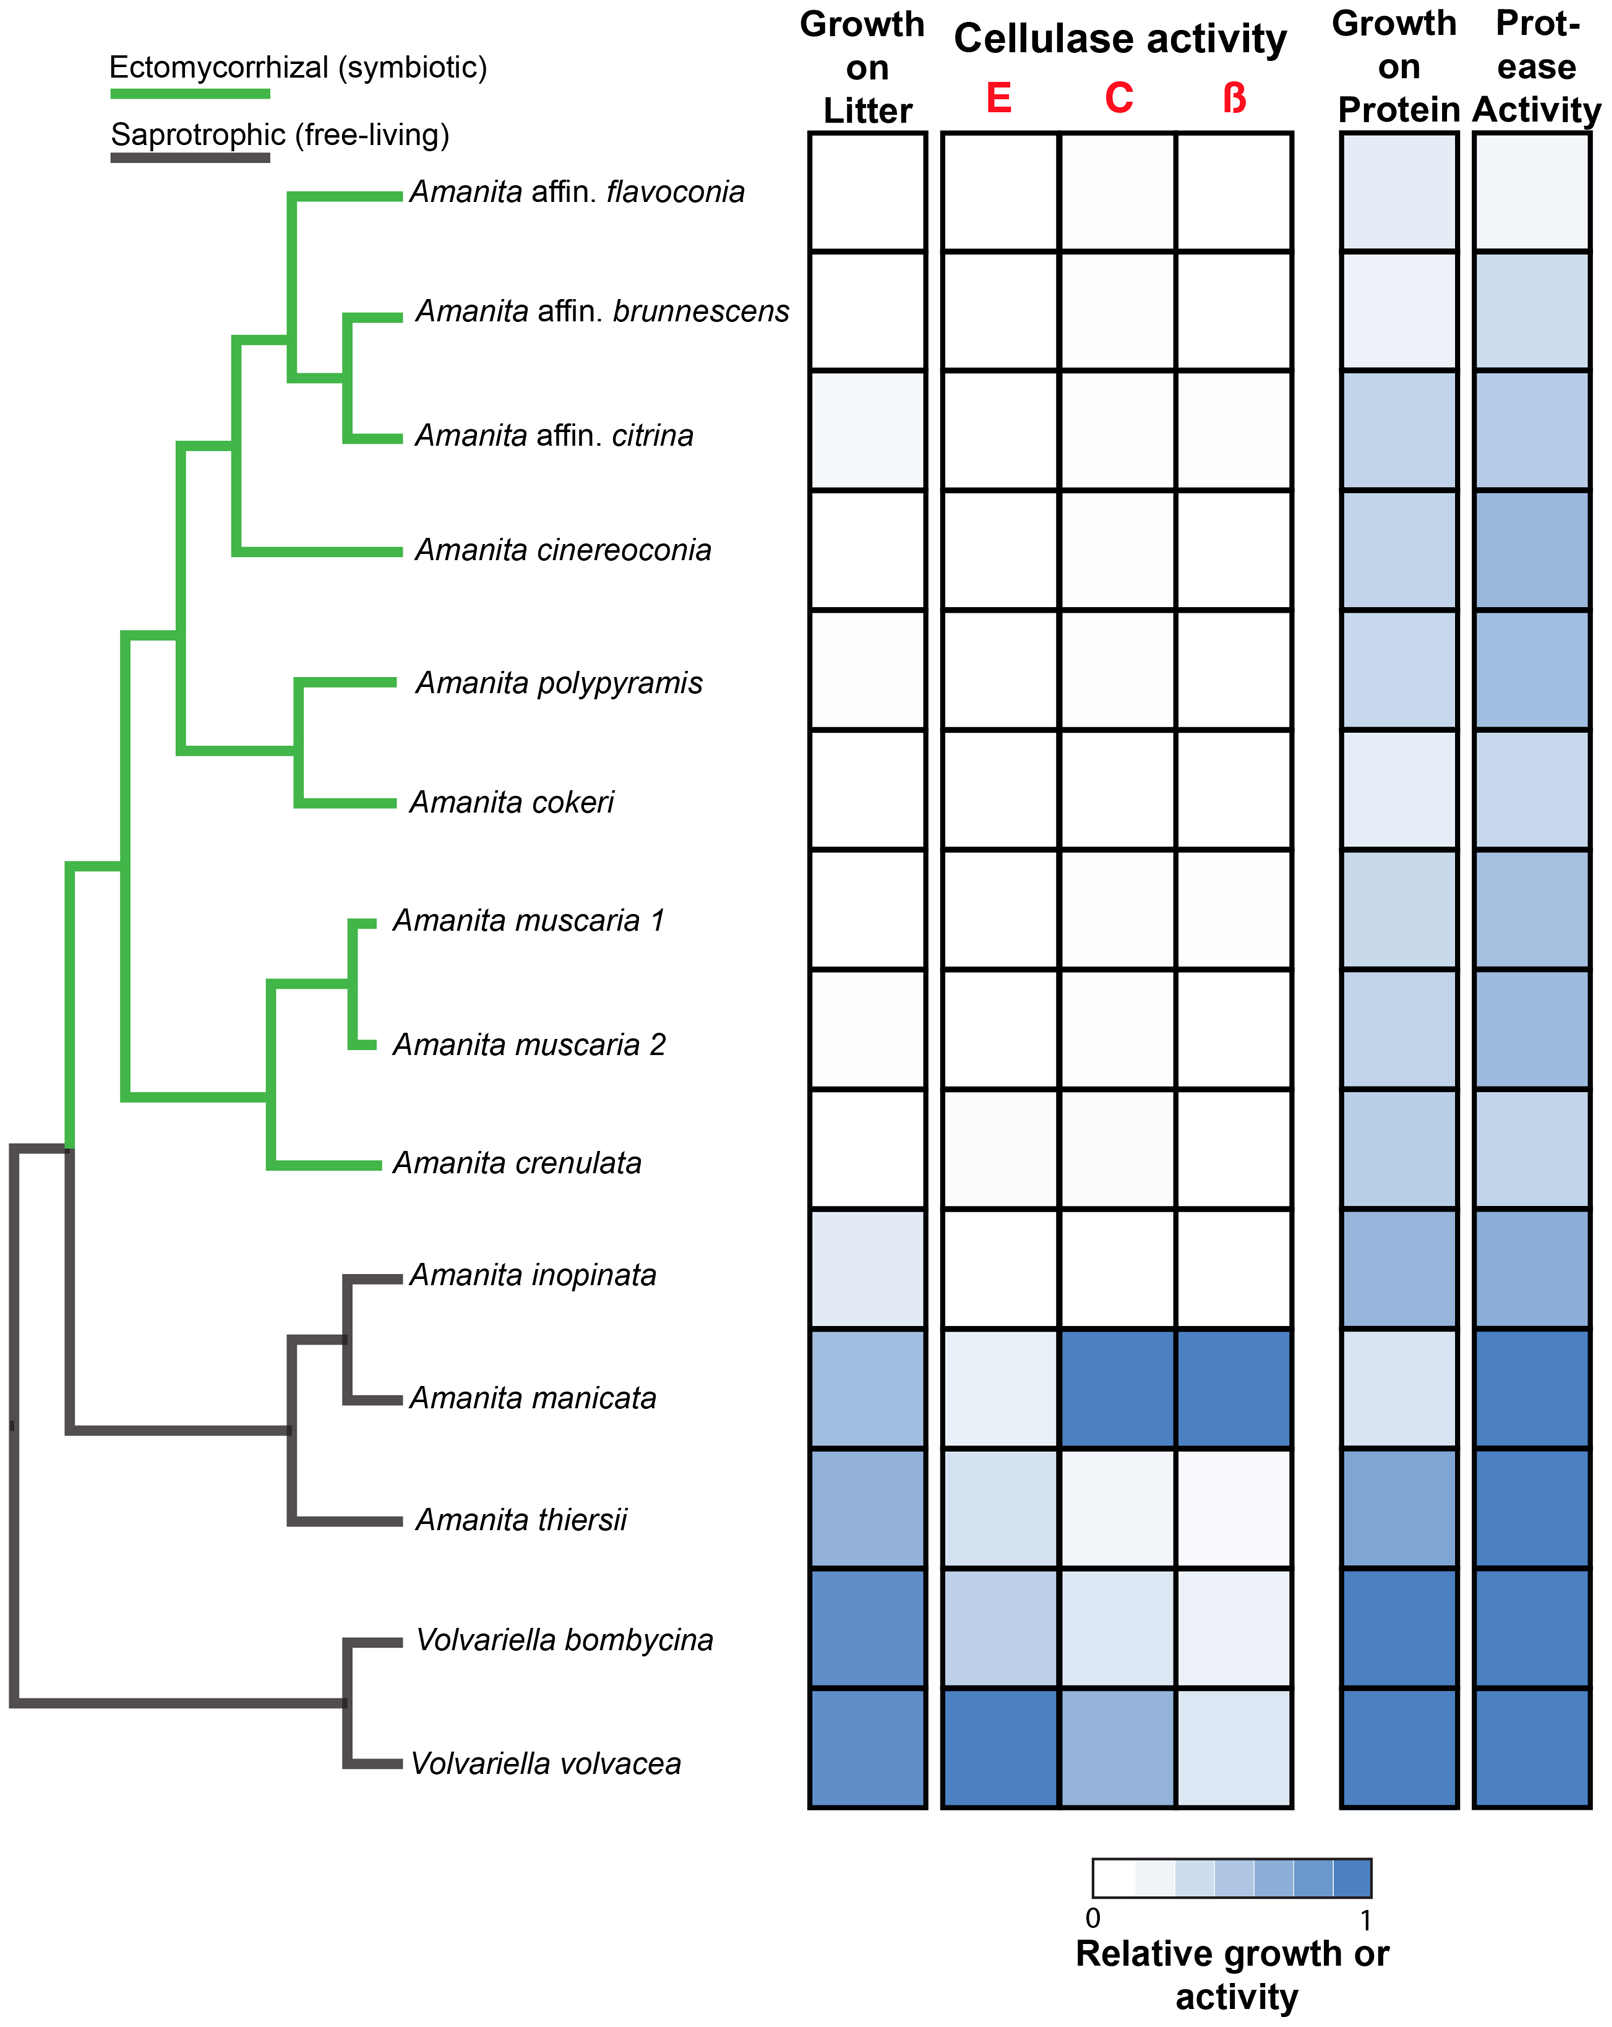 Ectomycorrhizal (symbiotic)
Saprotrophic (free-living)
Growth
on
Litter
Cellulase activity
E C ß
Growth
on
Protein
Prot-
ease
Activity
Amanita affin. flavoconia
Amanita affin. brunnescens
Amanita affin. citrina
Amanita cinereoconia
Amanita polypyramis
Amanita cokeri
Amanita muscaria 1
Amanita muscaria 2
Amanita crenulata
Amanita inopinata
Amanita manicata
Amanita thiersii
Volvariella bombycina
Volvariella volvacea
0 1
Relative growth or
activity